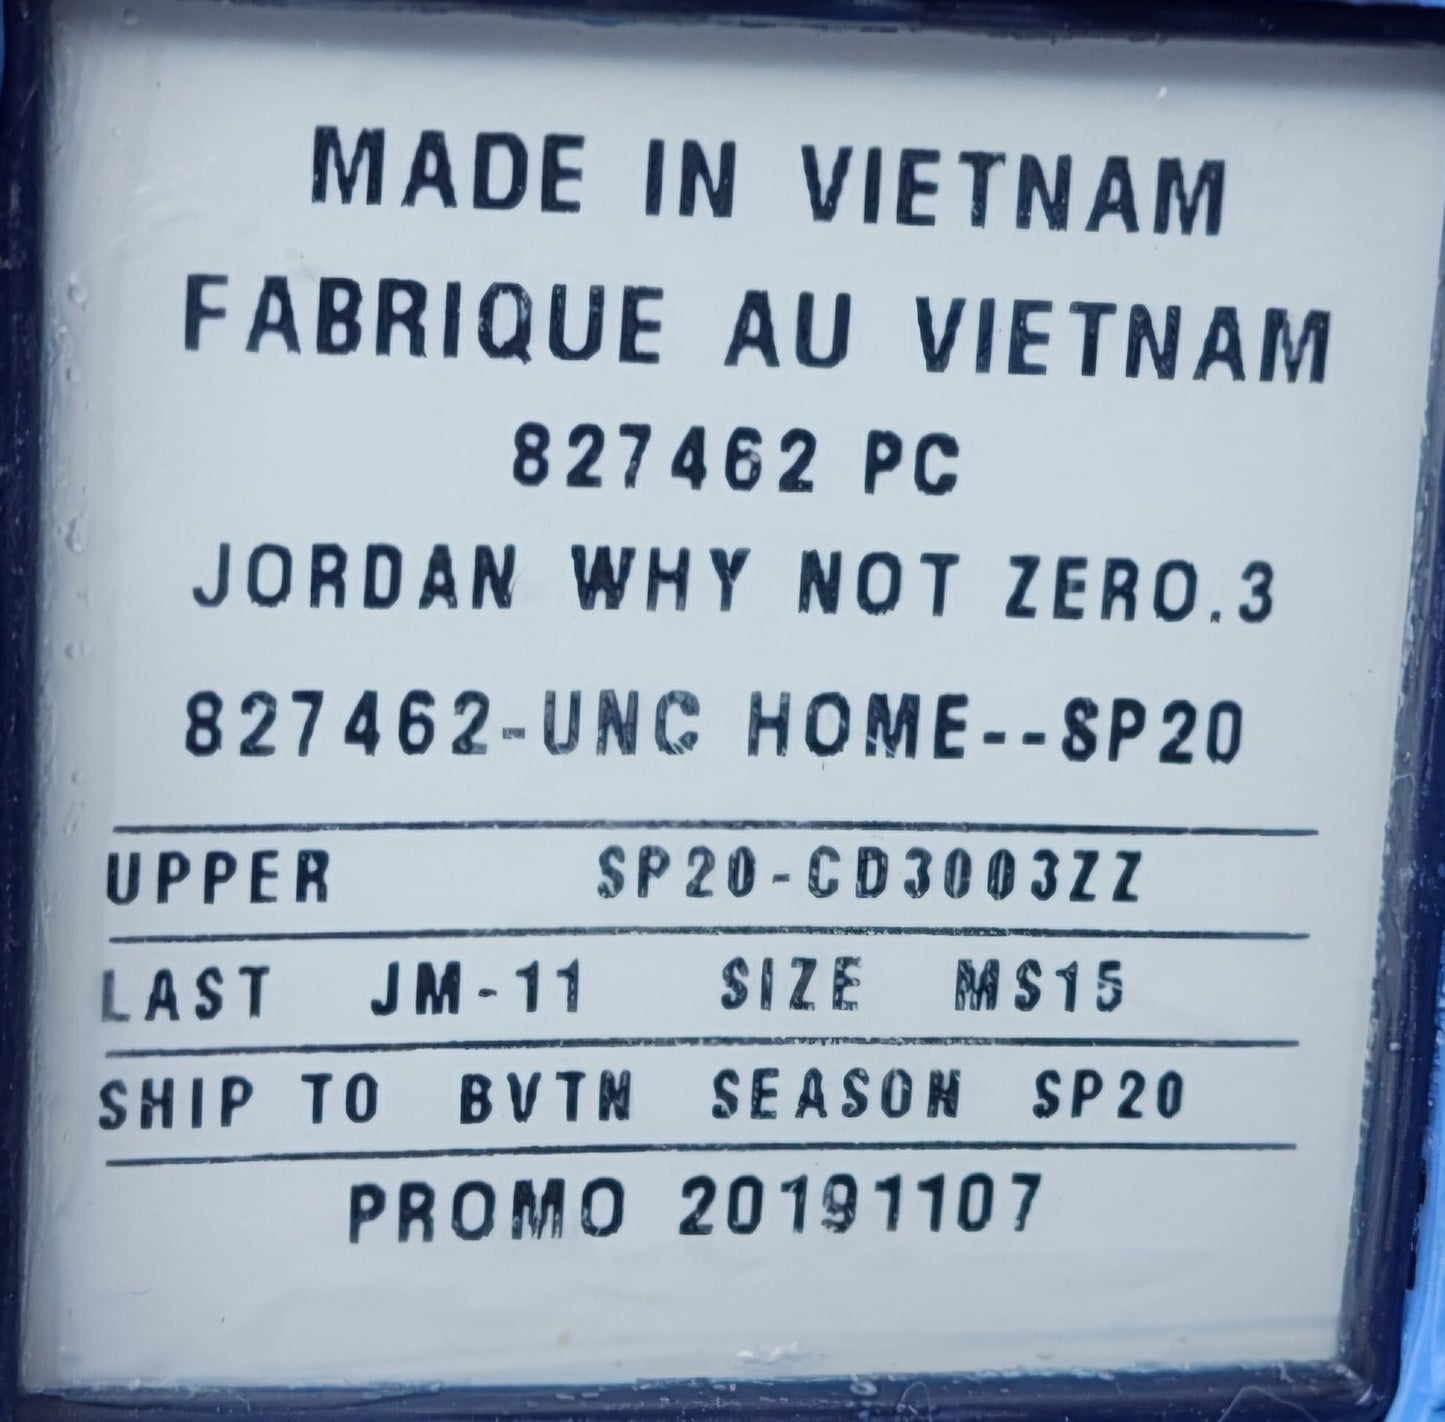 MADE IN VIETNAM
FABRIQUE AU VIETNAM
827462 PC
JORDAN WHY NOT ZERO.3
827462-UNC HOME--SP20
UPPER SP20-CD3003ZZ
LAST JM-11 SIZE MS15
SHIP TO BVTN SEASON SP20
PROMO 20191107